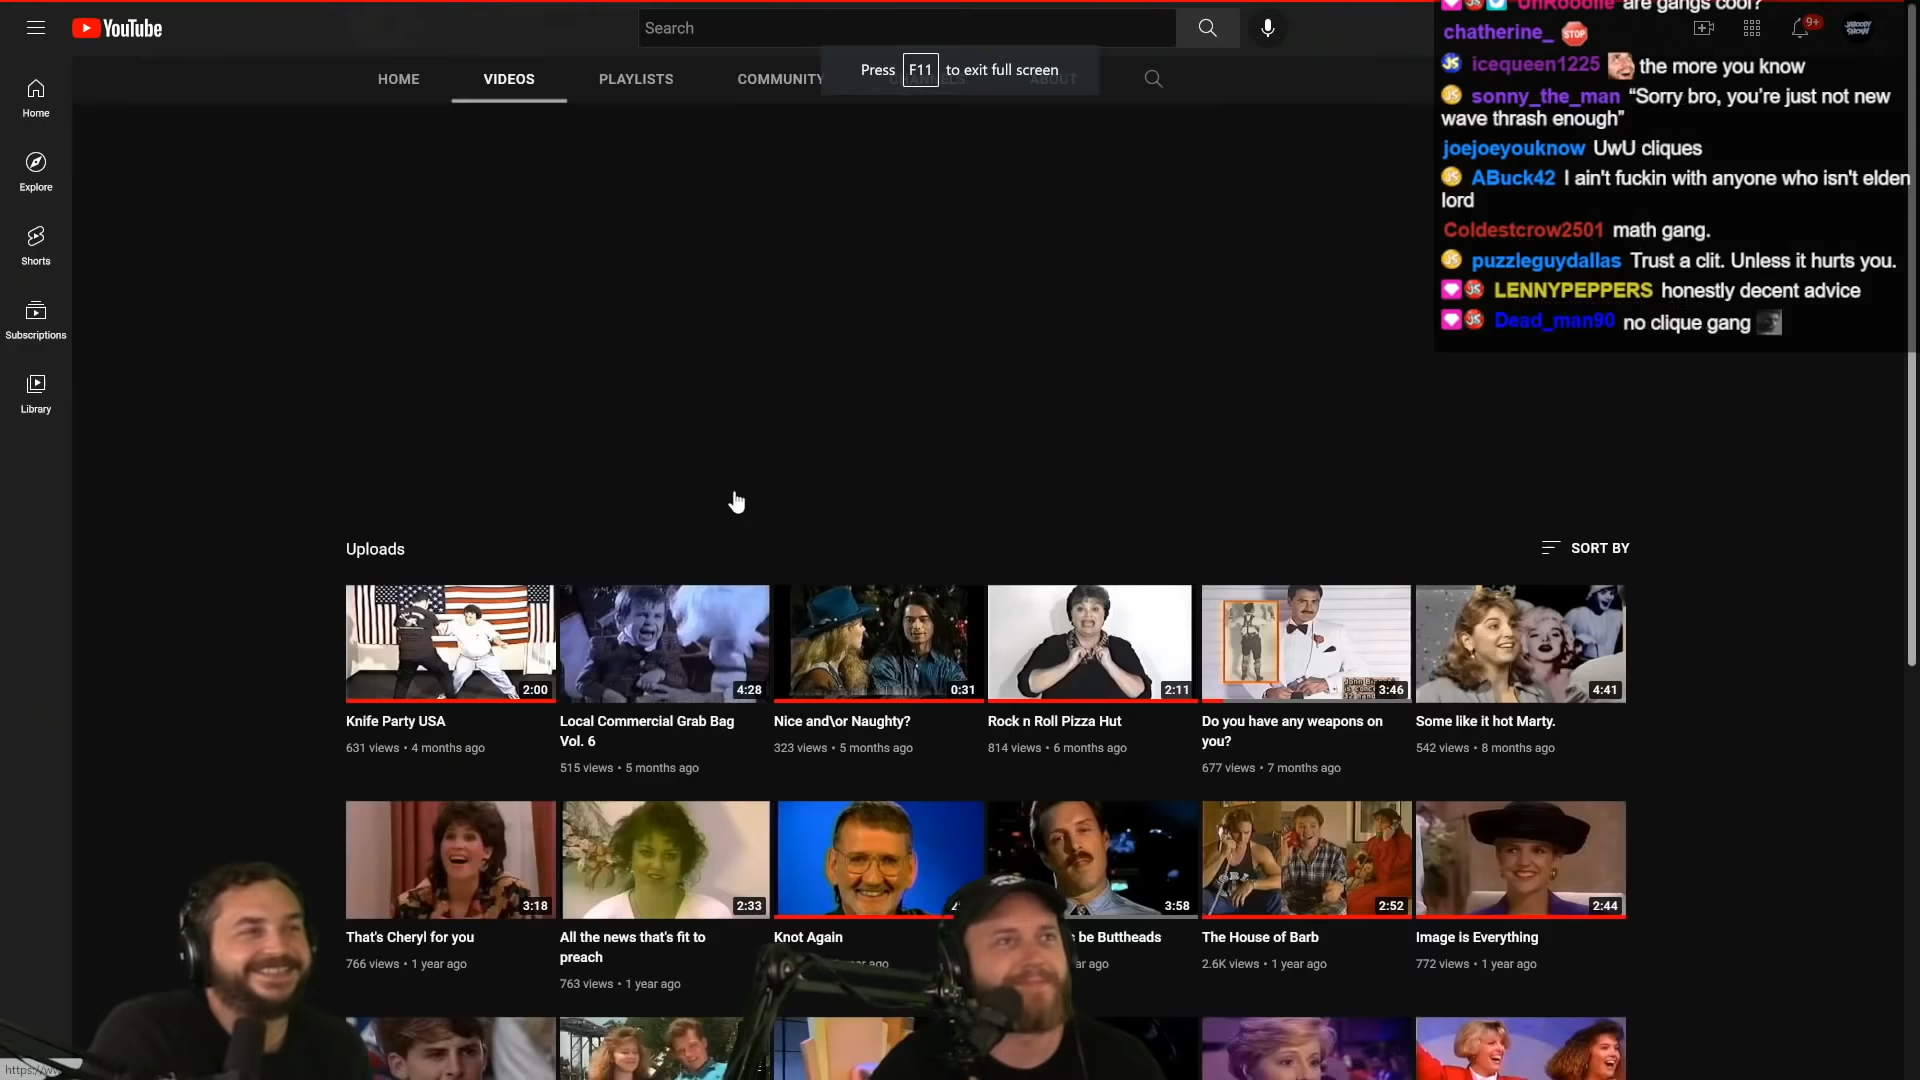 YouTube
Search
9+
Press F11 to exit full screen
HOME
VIDEOS
PLAYLISTS
COMMUNITY
CHANNELS
ABOUT
Home
Explore
Shorts
Subscriptions
Library
UnRoolie are gangs cool?
chatherine_ STOP
icequeen1225 the more you know
sonny_the_man “Sorry bro, you’re just not new
wave thrash enough”
joejoeyouknow UwU cliques
ABuck42 I ain't fuckin with anyone who isn't elden
lord
Coldestcrow2501 math gang.
puzzleguydallas Trust a clit. Unless it hurts you.
LENNYPEPPERS honestly decent advice
Dead_man90 no clique gang
Uploads
SORT BY
2:00
4:28
0:31
2:11
3:46
4:41
Knife Party USA
631 views • 4 months ago
Local Commercial Grab Bag
Vol. 6
515 views • 5 months ago
Nice and\or Naughty?
323 views • 5 months ago
Rock n Roll Pizza Hut
814 views • 6 months ago
Do you have any weapons on
you?
677 views • 7 months ago
Some like it hot Marty.
542 views • 8 months ago
3:18
2:33
3:58
2:52
2:44
That's Cheryl for you
766 views • 1 year ago
All the news that's fit to
preach
763 views • 1 year ago
Knot Again
ago
be Buttheads
ago
The House of Barb
2.6K views • 1 year ago
Image is Everything
772 views • 1 year ago